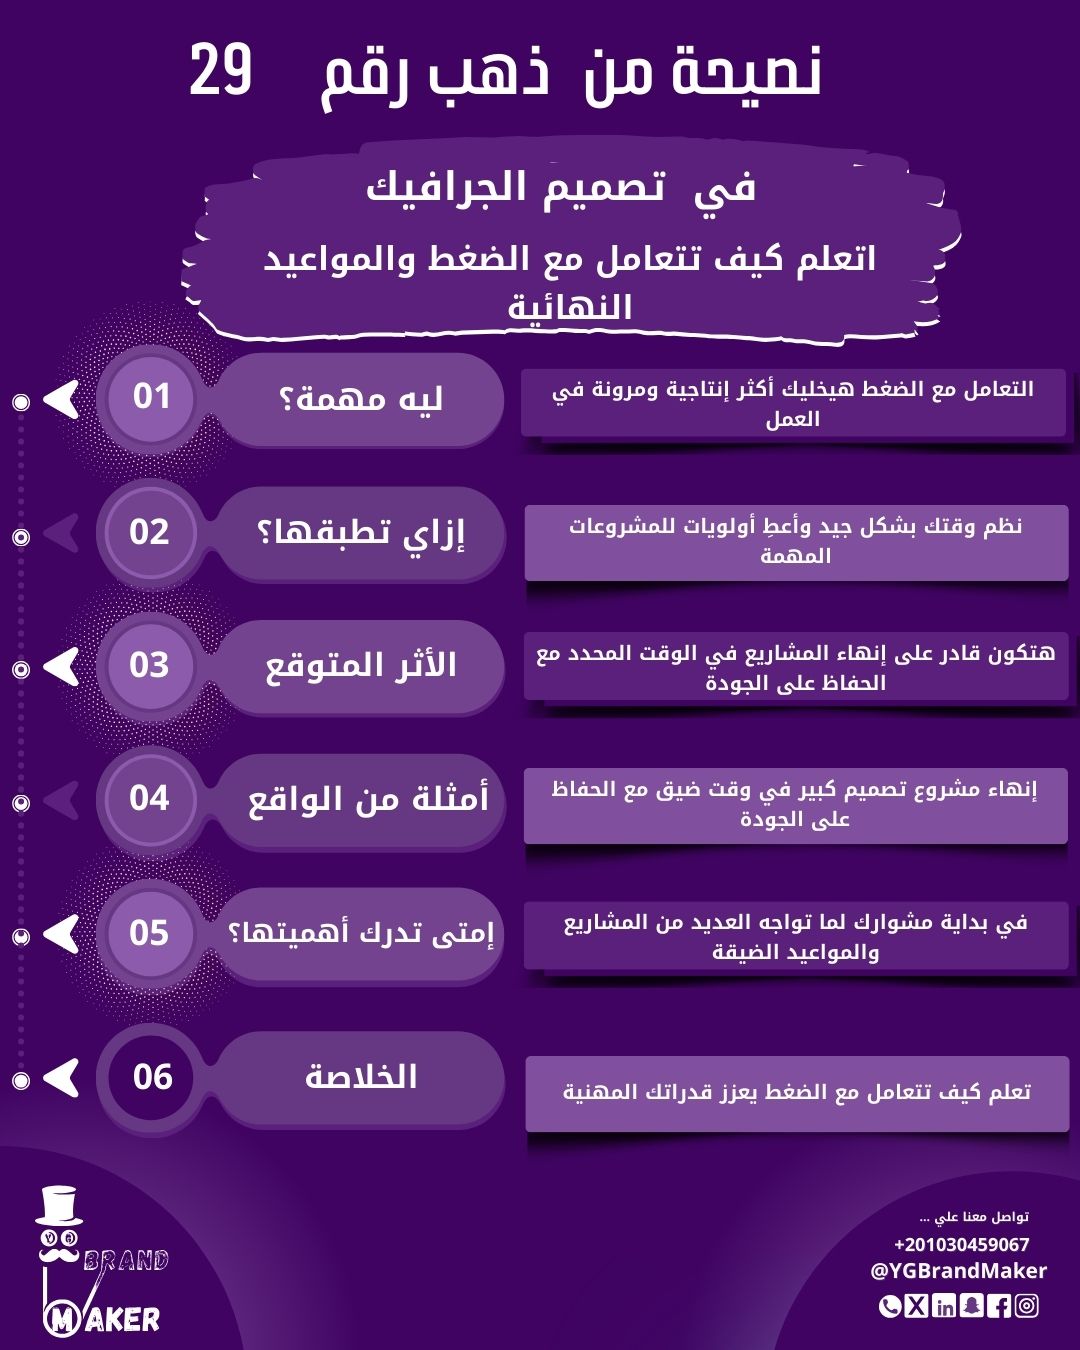 نصيحة من ذهب رقم 29
في تصميم الجرافيك
اتعلم كيف تتعامل مع الضغط والمواعيد
النهائية
01
ليه مهمة؟
التعامل مع الضغط هيخليك أكثر إنتاجية ومرونة في
العمل
02
إزاي تطبقها؟
نظم وقتك بشكل جيد وأعطِ أولويات للمشروعات
المهمة
03
الأثر المتوقع
هتكون قادر على إنهاء المشاريع في الوقت المحدد مع
الحفاظ على الجودة
04
أمثلة من الواقع
إنهاء مشروع تصميم كبير في وقت ضيق مع الحفاظ
على الجودة
05
إمتى تدرك أهميتها؟
في بداية مشوارك لما تواجه العديد من المشاريع
والمواعيد الضيقة
06
الخلاصة
تعلم كيف تتعامل مع الضغط يعزز قدراتك المهنية
BRAND
MAKER
تواصل معنا علي ...
+201030459067
@YGBrandMaker